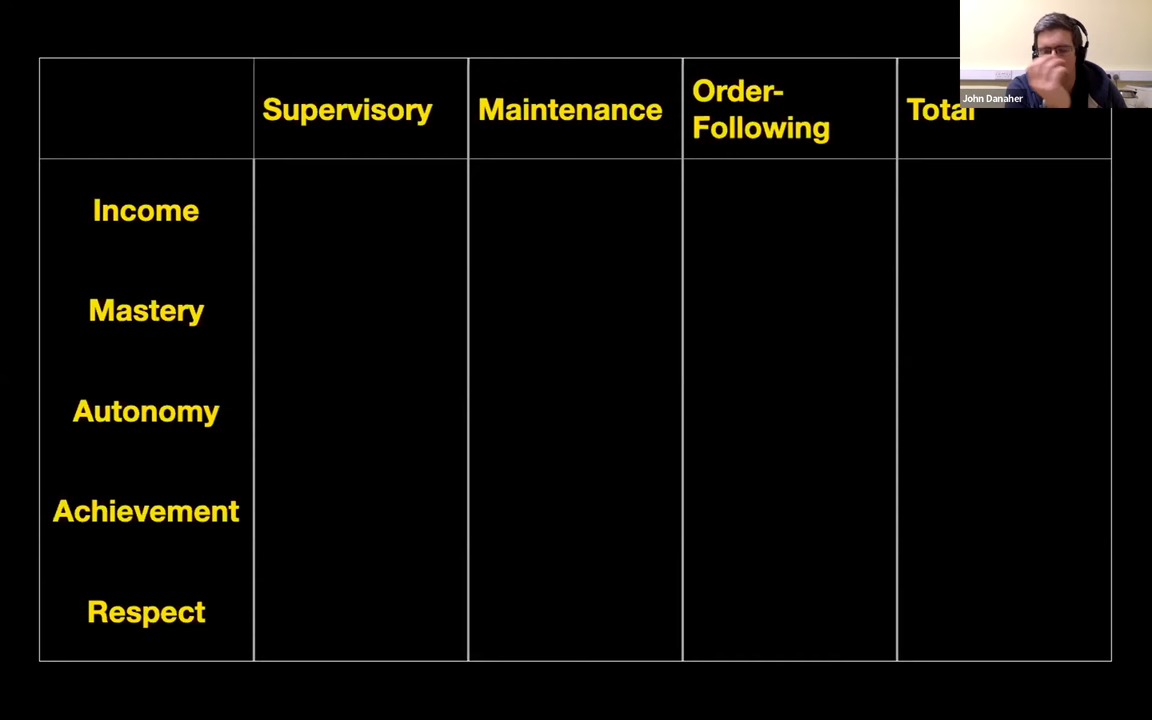 John Danaher
Supervisory
Maintenance
Order-
Following
Total
Income
Mastery
Autonomy
Achievement
Respect